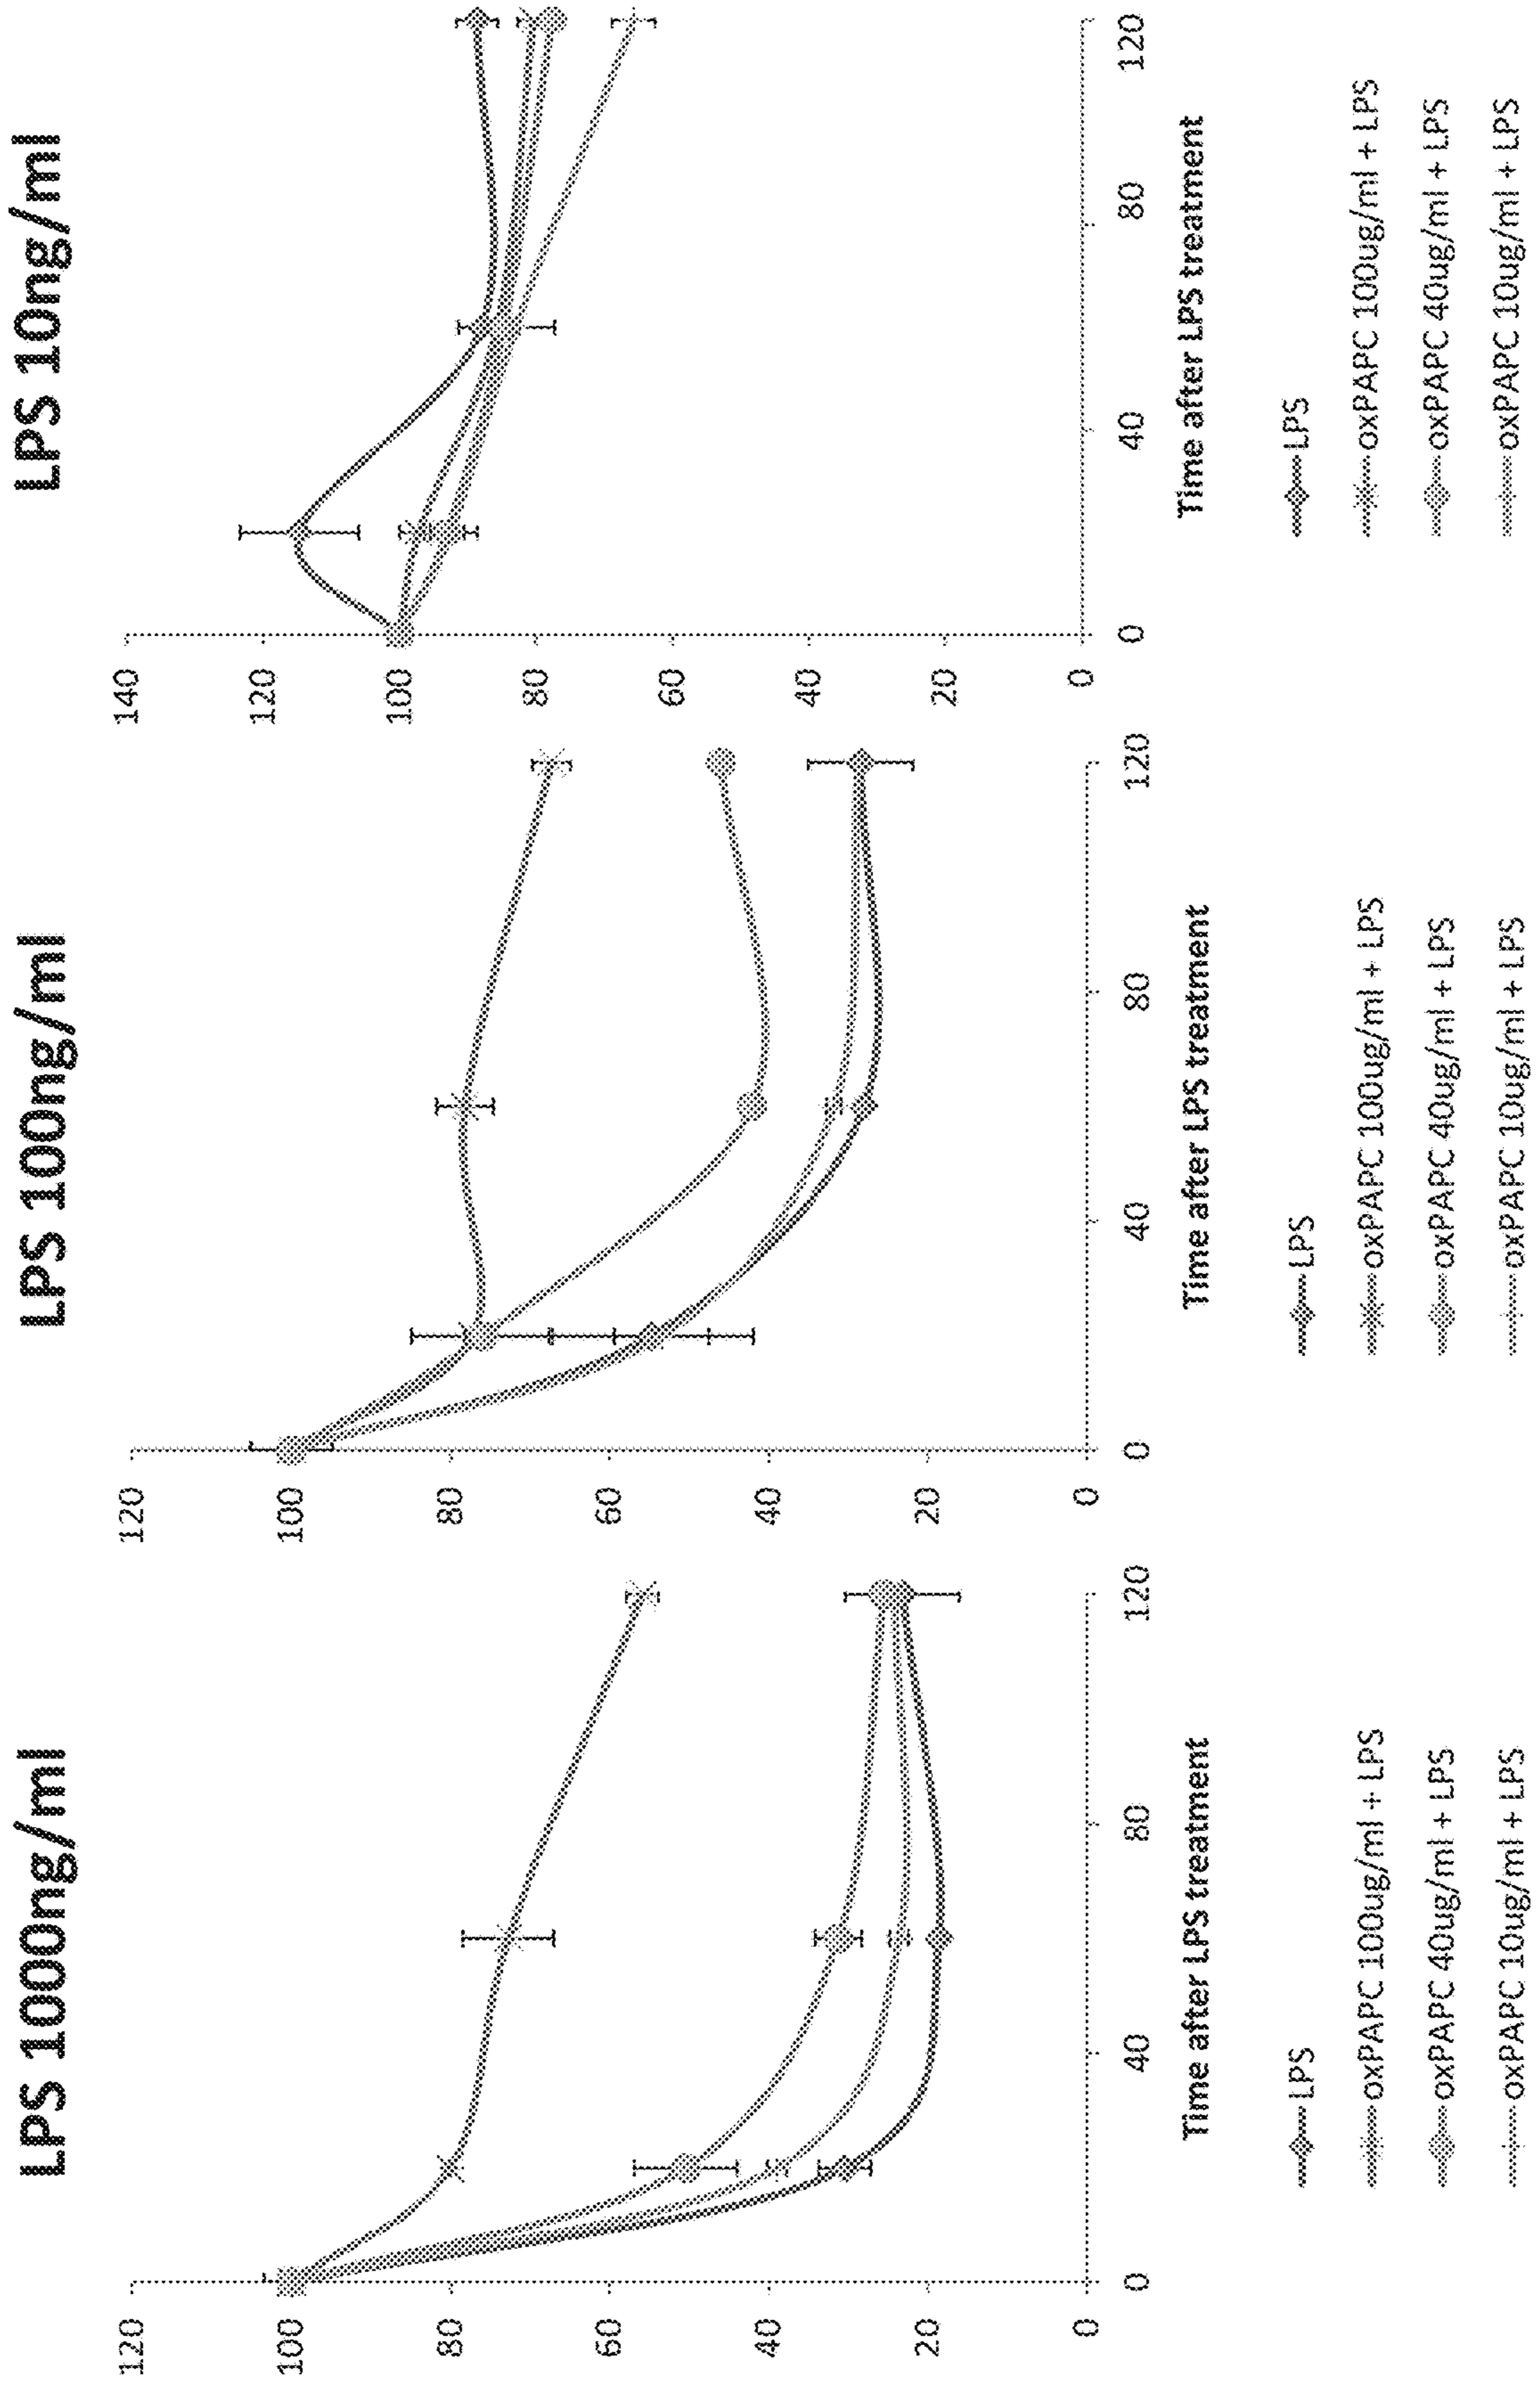 LPS 1000ng/ml
120
100
80
60
40
20
0
0
40
80
120
Time after LPS treatment
LPS
oxPAPC 100ug/ml + LPS
oxPAPC 40ug/ml + LPS
oxPAPC 10ug/ml + LPS
LPS 100ng/ml
120
100
80
60
40
20
0
0
40
80
120
Time after LPS treatment
LPS
oxPAPC 100ug/ml + LPS
oxPAPC 40ug/ml + LPS
oxPAPC 10ug/ml + LPS
LPS 10ng/ml
140
120
100
80
60
40
20
0
0
40
80
120
Time after LPS treatment
LPS
oxPAPC 100ug/ml + LPS
oxPAPC 40ug/ml + LPS
oxPAPC 10ug/ml + LPS